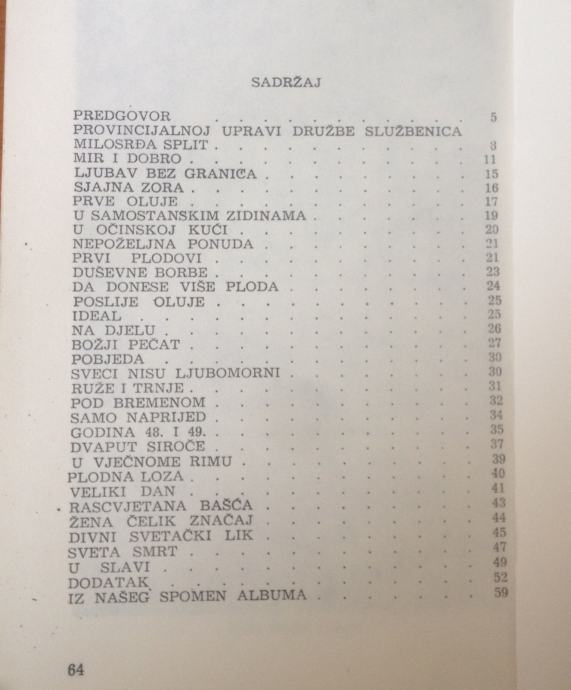 SADRŽAJ
PREDGOVOR . . . . . . . . . . 5
PROVINCIJALNOJ UPRAVI DRUŽBE SLUŽBENICA
MILOSRĐA SPLIT . . . . . . . . . . 8
MIR I DOBRO . . . . . . . . . . 11
LJUBAV BEZ GRANICA . . . . . . . . 15
SJAJNA ZORA . . . . . . . . . . 16
PRVE OLUJE . . . . . . . . . . 17
U SAMOSTANSKIM ZIDINAMA . . . . . . 19
U OČINSKOJ KUĆI . . . . . . . . . 20
NEPOŽELJNA PONUDA . . . . . . . . 21
PRVI PLODOVI . . . . . . . . . . 21
DUŠEVNE BORBE . . . . . . . . . 23
DA DONESE VIŠE PLODA . . . . . . . 24
POSLIJE OLUJE . . . . . . . . . . 25
IDEAL . . . . . . . . . . . . 25
NA DJELU . . . . . . . . . . . 26
BOŽJI PEČAT . . . . . . . . . . 27
POBJEDA . . . . . . . . . . . 30
SVECI NISU LJUBOMORNI . . . . . . . 30
RUŽE I TRNJE . . . . . . . . . . 31
POD BREMENOM . . . . . . . . . 32
SAMO NAPRIJED . . . . . . . . . 34
GODINA 48. I 49. . . . . . . . . . 35
DVAPUT SIROČE . . . . . . . . . 37
U VJEČNOME RIMU . . . . . . . . 39
PLODNA LOZA . . . . . . . . . . 40
VELIKI DAN . . . . . . . . . . 41
RASCVJETANA BAŠĆA . . . . . . . . 43
ŽENA ČELIK ZNAČAJ . . . . . . . . 44
DIVNI SVETAČKI LIK . . . . . . . . 45
SVETA SMRT . . . . . . . . . . 47
U SLAVI . . . . . . . . . . . 49
DODATAK . . . . . . . . . . . 52
IZ NAŠEG SPOMEN ALBUMA . . . . . . 59
64